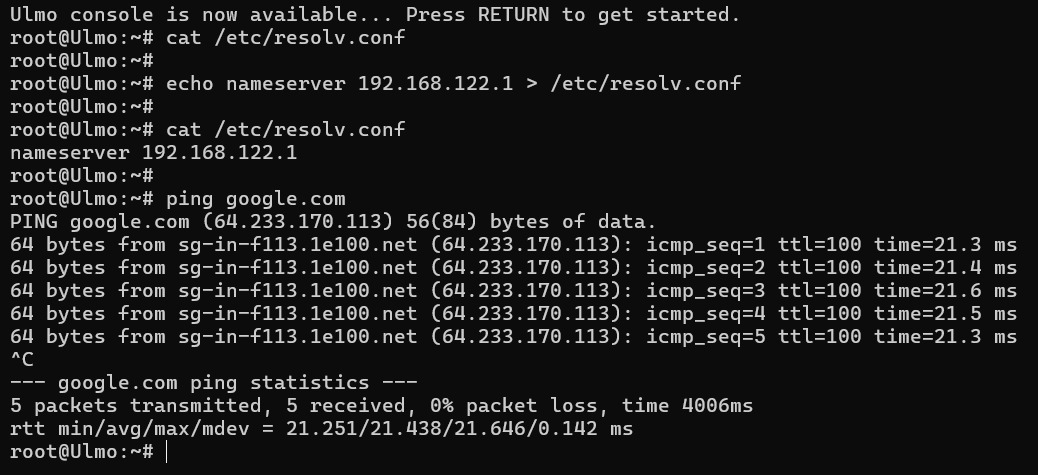 Ulmo console is now available... Press RETURN to get started.
root@Ulmo:~# cat /etc/resolv.conf
root@Ulmo:~#
root@Ulmo:~# echo nameserver 192.168.122.1 > /etc/resolv.conf
root@Ulmo:~#
root@Ulmo:~# cat /etc/resolv.conf
nameserver 192.168.122.1
root@Ulmo:~#
root@Ulmo:~# ping google.com
PING google.com (64.233.170.113) 56(84) bytes of data.
64 bytes from sg-in-f113.1e100.net (64.233.170.113): icmp_seq=1 ttl=100 time=21.3 ms
64 bytes from sg-in-f113.1e100.net (64.233.170.113): icmp_seq=2 ttl=100 time=21.4 ms
64 bytes from sg-in-f113.1e100.net (64.233.170.113): icmp_seq=3 ttl=100 time=21.6 ms
64 bytes from sg-in-f113.1e100.net (64.233.170.113): icmp_seq=4 ttl=100 time=21.5 ms
64 bytes from sg-in-f113.1e100.net (64.233.170.113): icmp_seq=5 ttl=100 time=21.3 ms
^C
--- google.com ping statistics ---
5 packets transmitted, 5 received, 0% packet loss, time 4006ms
rtt min/avg/max/mdev = 21.251/21.438/21.646/0.142 ms
root@Ulmo:~#